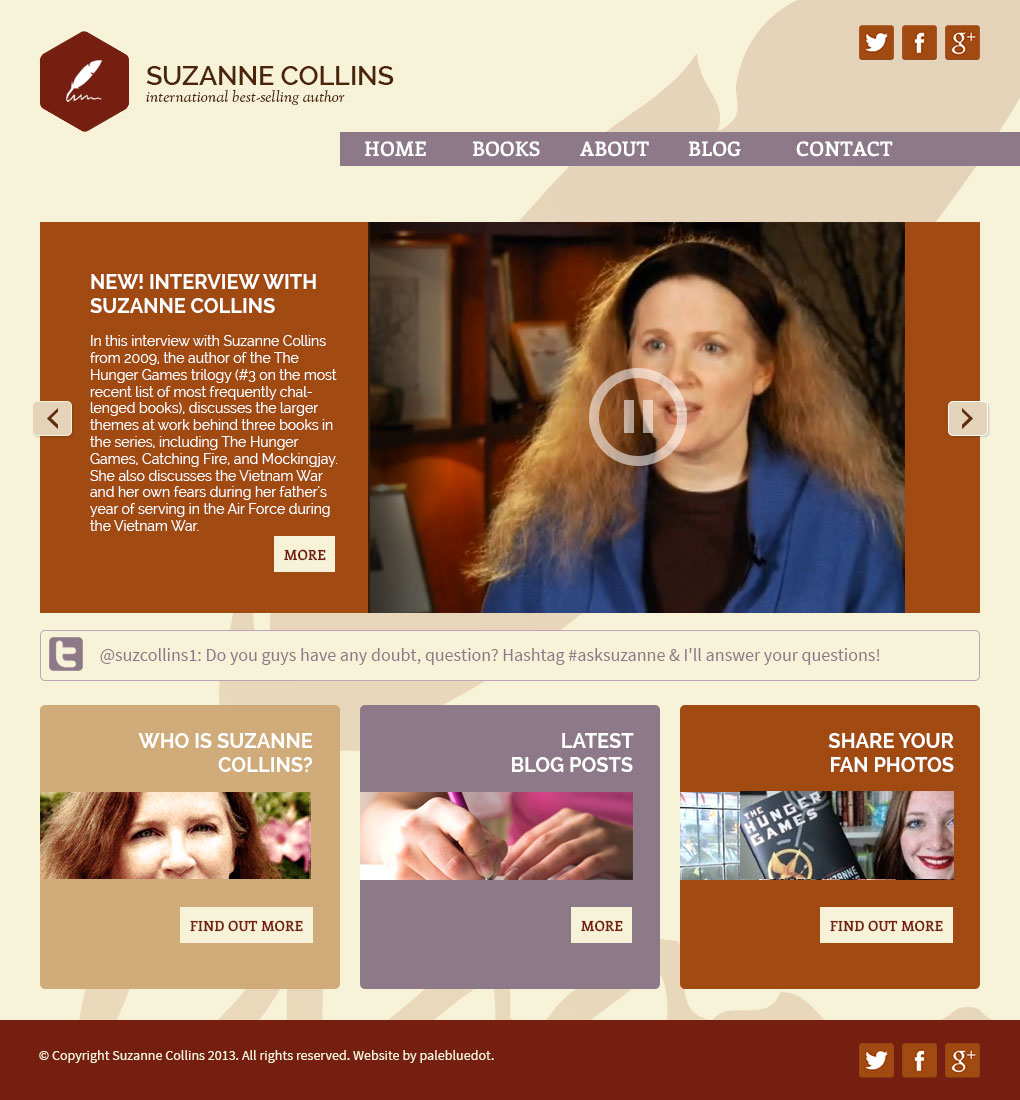 SUZANNE COLLINS
international best-selling author
HOME BOOKS ABOUT BLOG CONTACT
NEW! INTERVIEW WITH
SUZANNE COLLINS
In this interview with Suzanne Collins
from 2009, the author of the The
Hunger Games trilogy (#3 on the most
recent list of most frequently chal-
lenged books), discusses the larger
themes at work behind three books in
the series, including The Hunger
Games, Catching Fire, and Mockingjay.
She also discusses the Vietnam War
and her own fears during her father's
year of serving in the Air Force during
the Vietnam War.
MORE
@suzcollins1: Do you guys have any doubt, question? Hashtag #asksuzanne & I'll answer your questions!
WHO IS SUZANNE
COLLINS?
FIND OUT MORE
LATEST
BLOG POSTS
MORE
SHARE YOUR
FAN PHOTOS
THE
HUNGER
GAMES
SUZANNE
FIND OUT MORE
© Copyright Suzanne Collins 2013. All rights reserved. Website by palebluedot.